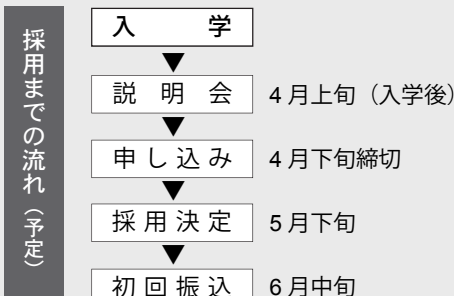 採用までの流れ（予定）
入学
説明会 4月上旬（入学後）
申し込み 4月下旬締切
採用決定 5月下旬
初回振込 6月中旬